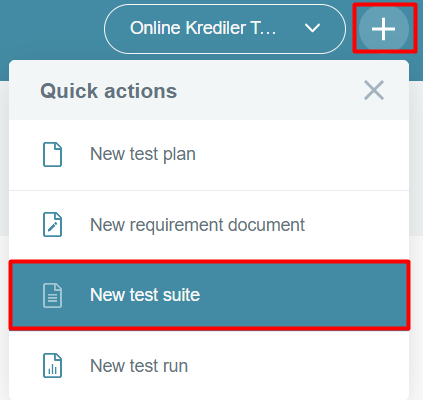 Online Krediler T...
Quick actions
New test plan
New requirement document
New test suite
New test run